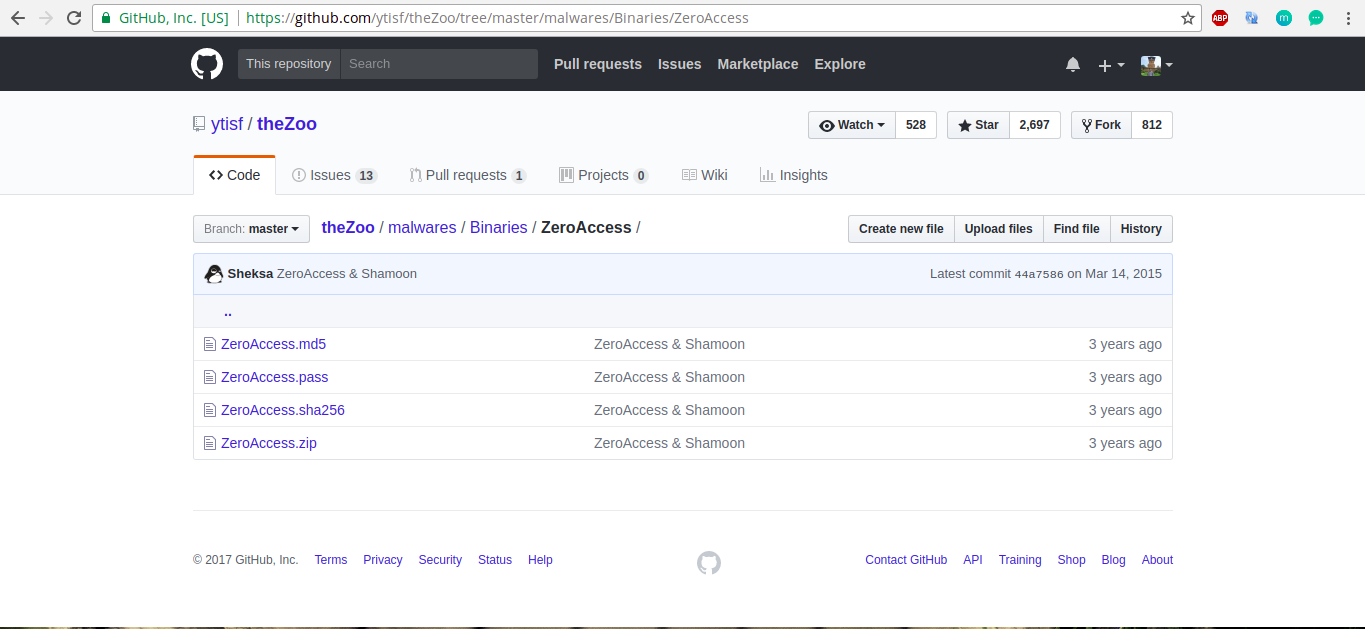 GitHub, Inc. [US] https://github.com/ytisf/theZoo/tree/master/malwares/Binaries/ZeroAccess ABP m
This repository Search Pull requests Issues Marketplace Explore
ytisf / theZoo Watch 528 Star 2,697 Fork 812
Code Issues 13 Pull requests 1 Projects 0 Wiki Insights
Branch: master theZoo / malwares / Binaries / ZeroAccess / Create new file Upload files Find file History
Sheksa ZeroAccess & Shamoon Latest commit 44a7586 on Mar 14, 2015
..
ZeroAccess.md5 ZeroAccess & Shamoon 3 years ago
ZeroAccess.pass ZeroAccess & Shamoon 3 years ago
ZeroAccess.sha256 ZeroAccess & Shamoon 3 years ago
ZeroAccess.zip ZeroAccess & Shamoon 3 years ago
© 2017 GitHub, Inc. Terms Privacy Security Status Help Contact GitHub API Training Shop Blog About